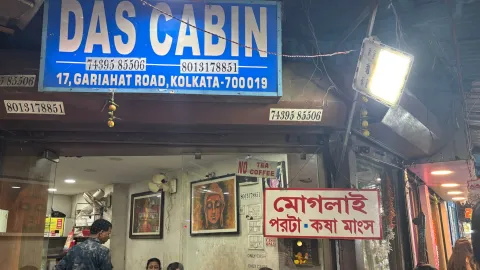 DAS CABIN
74395 85506
8013178851
17, GARIAHAT ROAD, KOLKATA-700019
8013178851
74395 85506
NO TEA
COFFEE
মোগলাই
পরটা · কষা মাংস